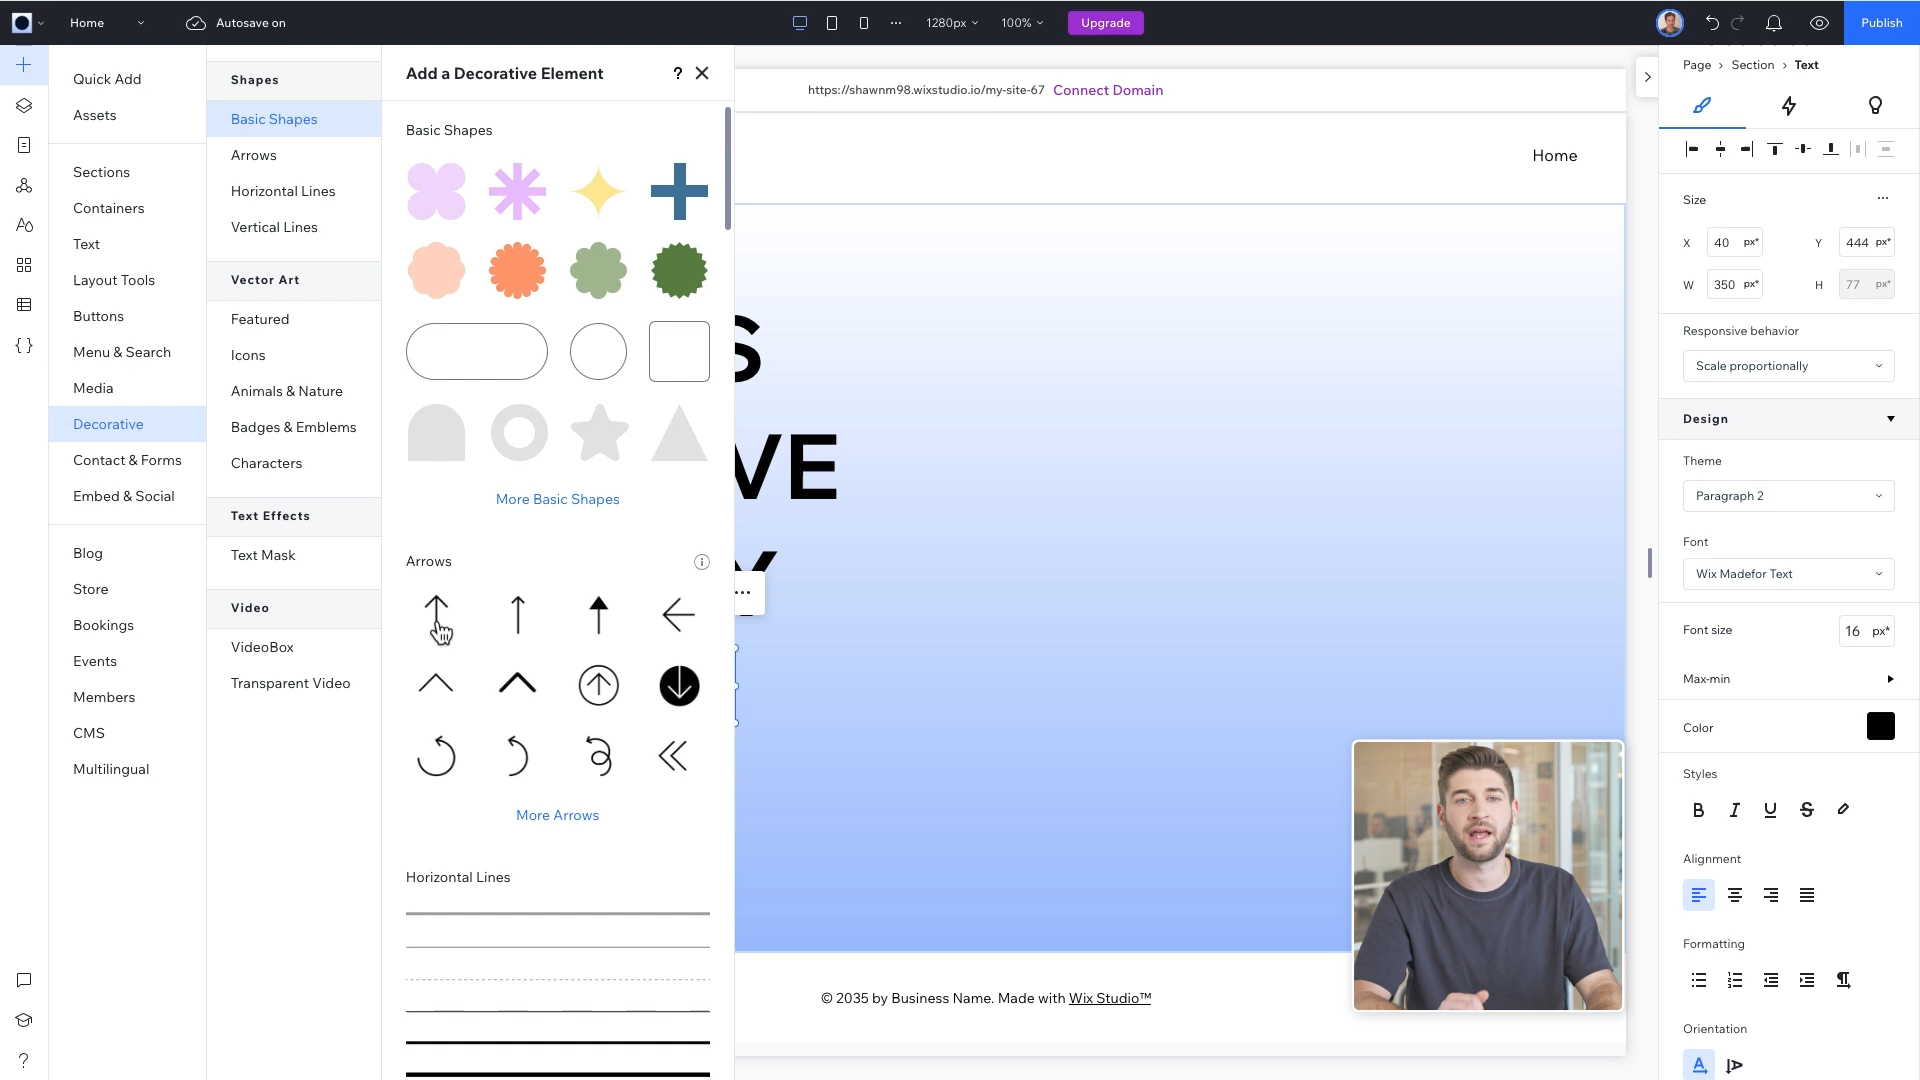 Home
Autosave on
1280px
100%
Upgrade
Publish
Quick Add
Assets
Sections
Containers
Text
Layout Tools
Buttons
Menu & Search
Media
Decorative
Contact & Forms
Embed & Social
Blog
Store
Bookings
Events
Members
CMS
Multilingual
Shapes
Basic Shapes
Arrows
Horizontal Lines
Vertical Lines
Vector Art
Featured
Icons
Animals & Nature
Badges & Emblems
Characters
Text Effects
Text Mask
Video
VideoBox
Transparent Video
Add a Decorative Element
?
Basic Shapes
More Basic Shapes
Arrows
More Arrows
Horizontal Lines
https://shawnm98.wixstudio.io/my-site-67 Connect Domain
Home
S
VE
Y
© 2035 by Business Name. Made with Wix Studio™
Page > Section > Text
Size
X 40 px* Y 444 px*
W 350 px* H 77 px*
Responsive behavior
Scale proportionally
Design
Theme
Paragraph 2
Font
Wix Madefor Text
Font size 16 px*
Max-min
Color
Styles
B I U S
Alignment
Formatting
Orientation